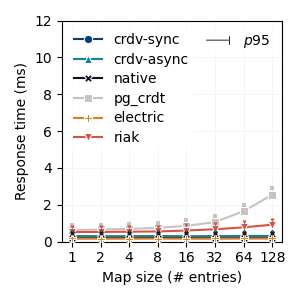 12
10
8
6
4
2
0
Response time (ms)
crdv-sync
crdv-async
native
pg_crdt
electric
riak
p95
1 2 4 8 16 32 64 128
Map size (# entries)